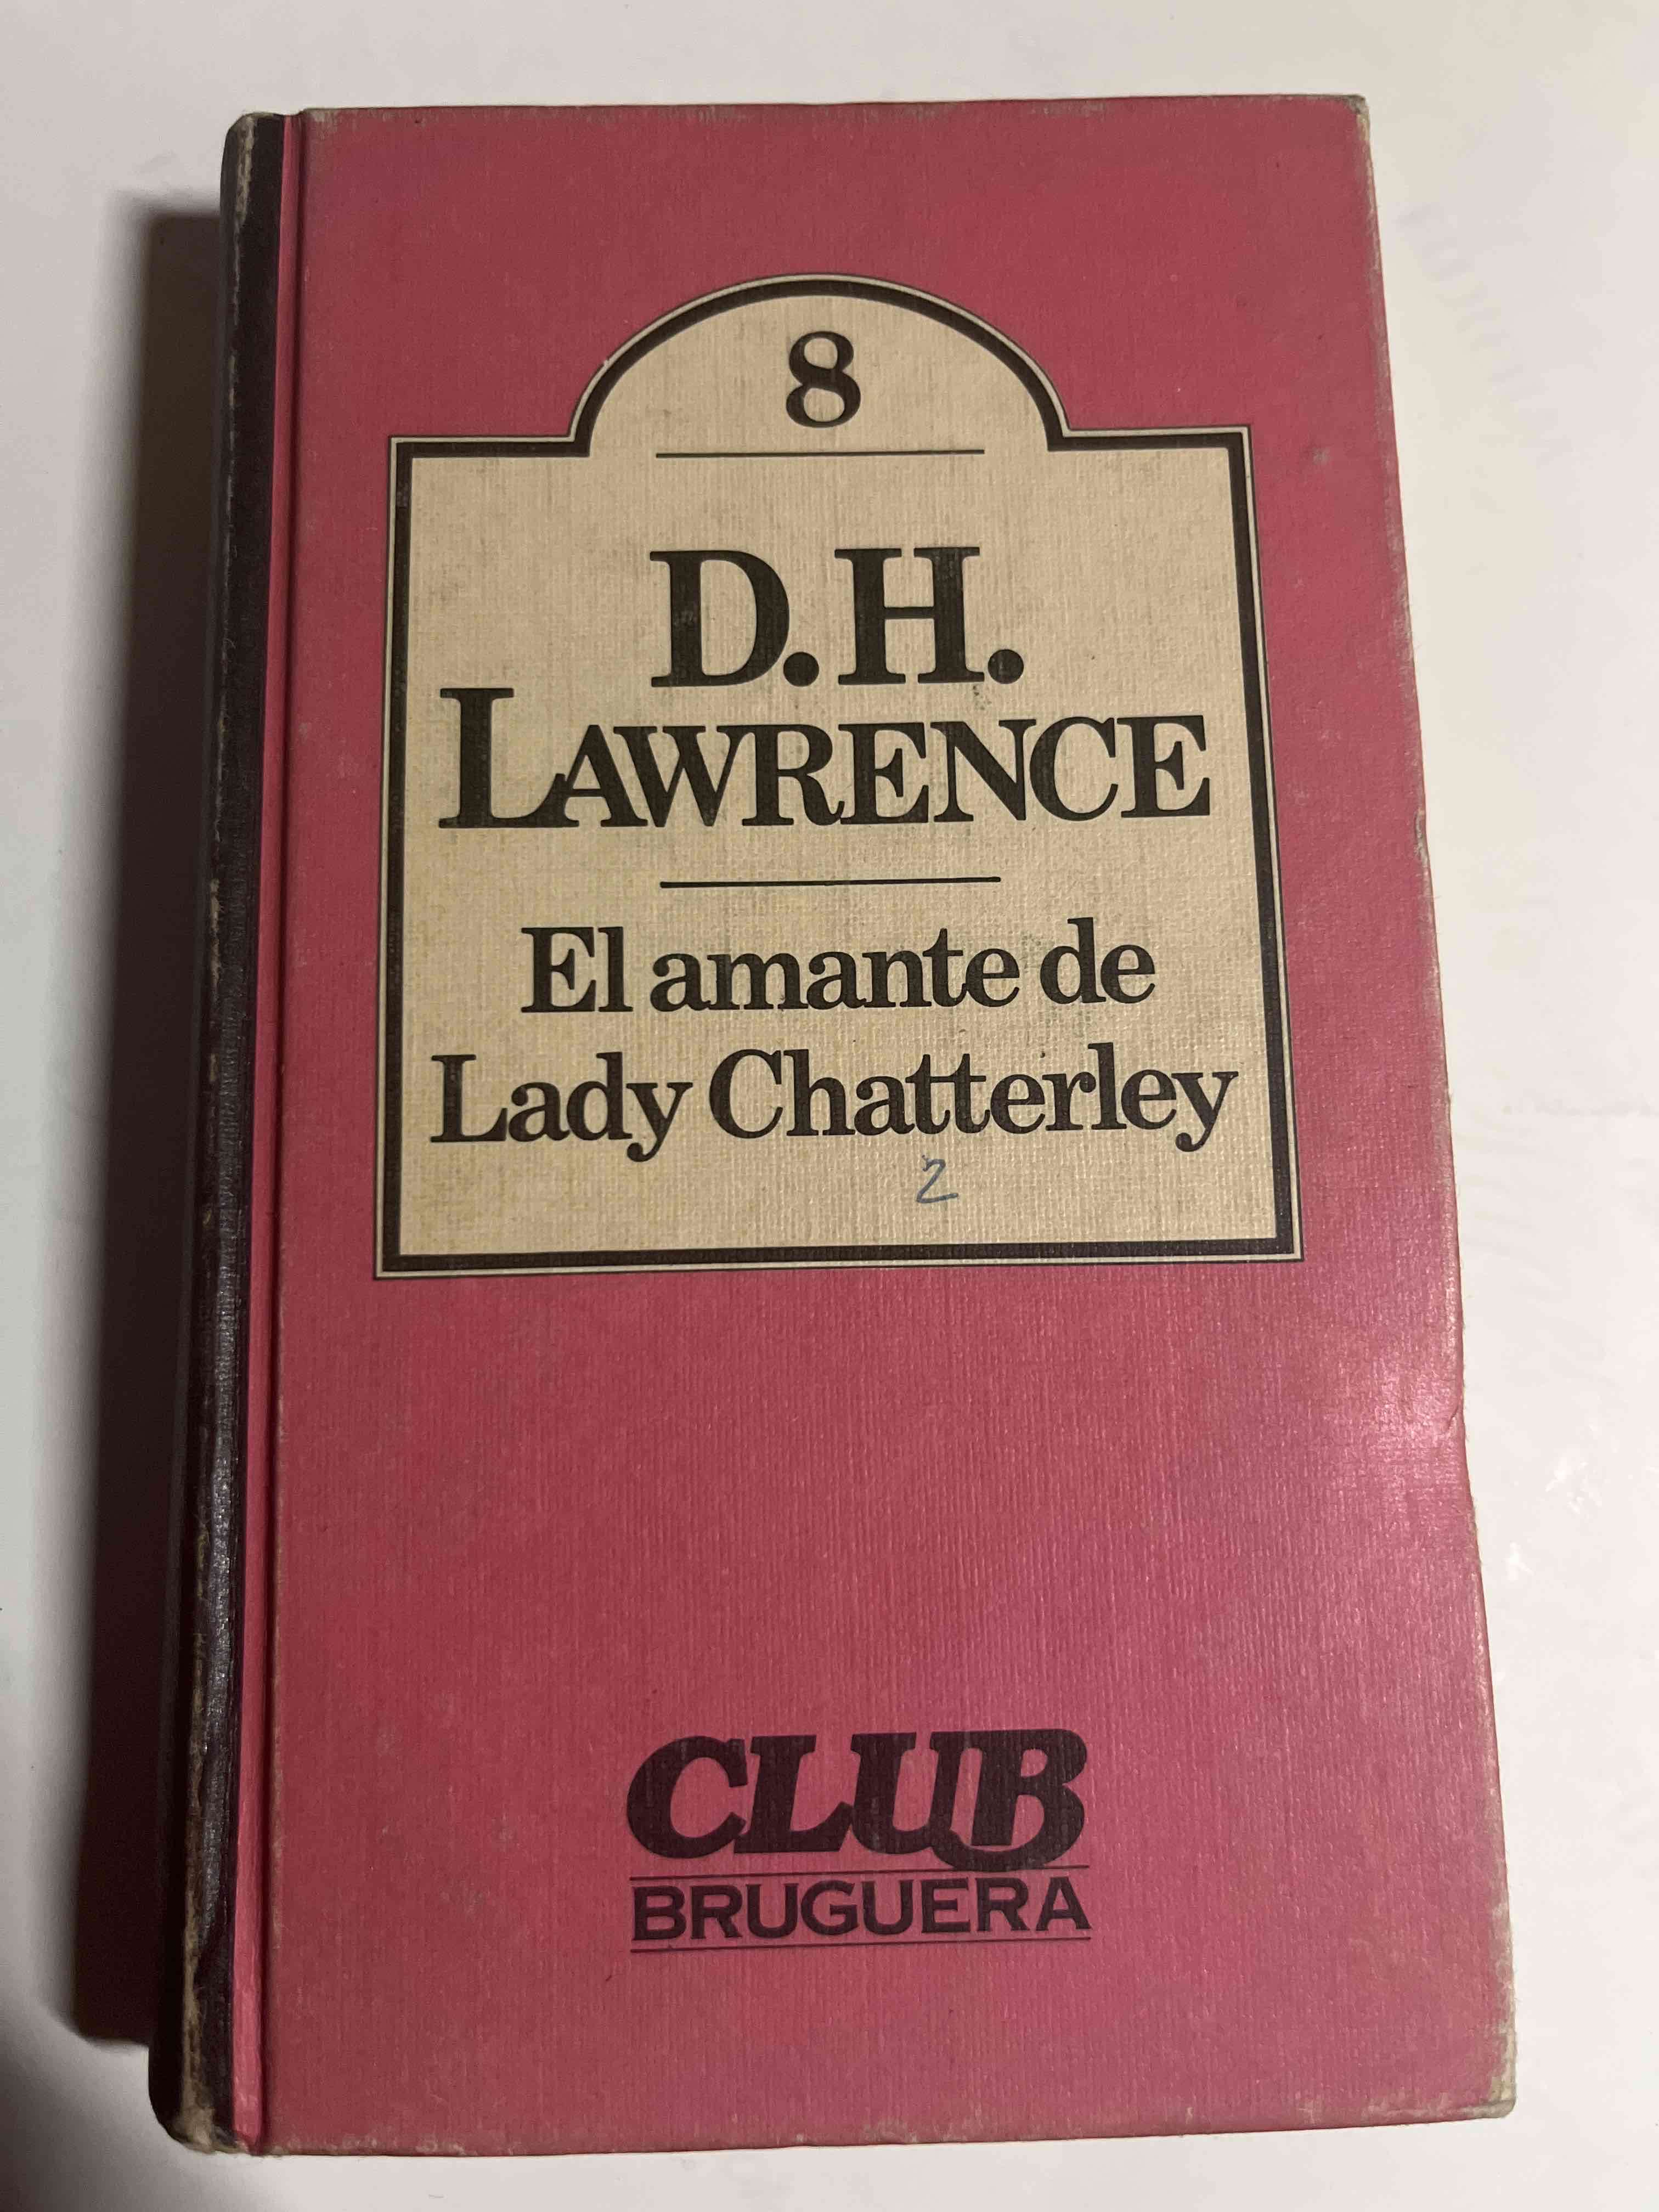 8
D.H.
LAWRENCE
El amante de
Lady Chatterley
2
CLUB
BRUGUERA